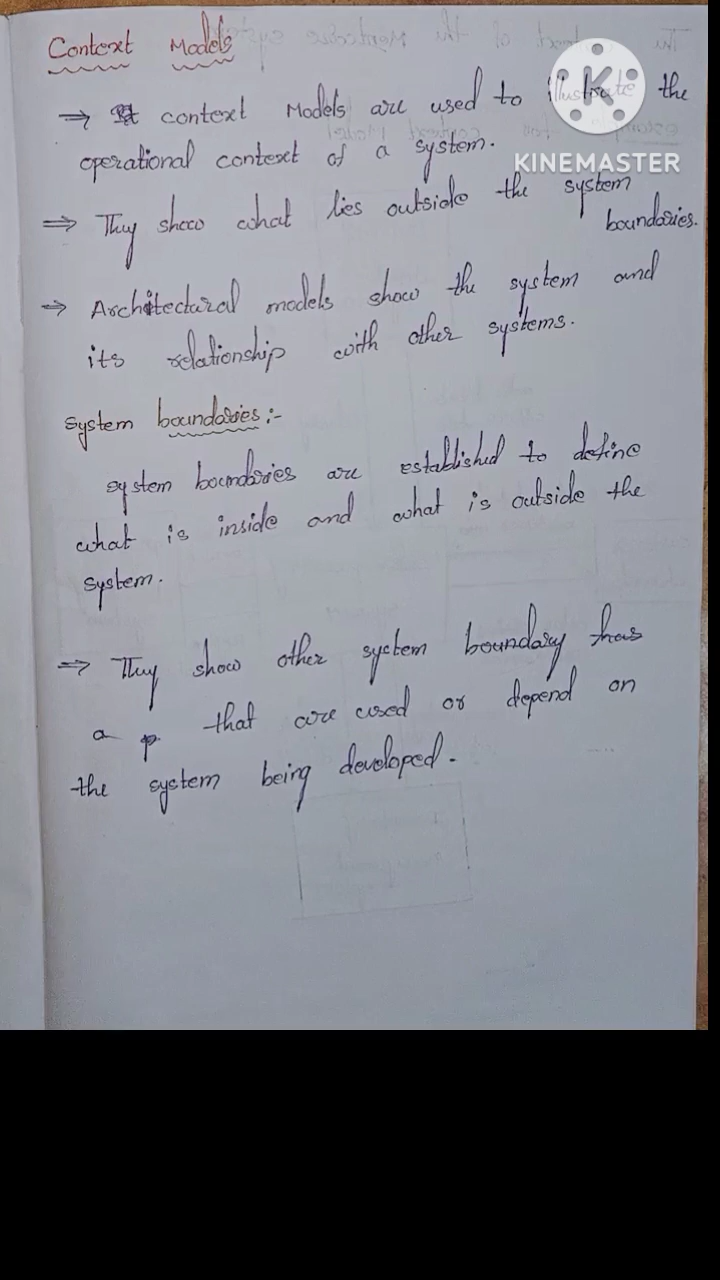 Context Models
⇒ context Models are used to illustrate the
KINEMASTER
operational context of a system.
⇒ They show what lies outside the system
boundaries.
→ Architectural models show the system and
its relationship with other systems.
System boundaries :-
system boundaries are established to define
what is inside and what is outside the
system.
⇒ They show other system boundary has
a p. that are used or depend on
the system being developed.